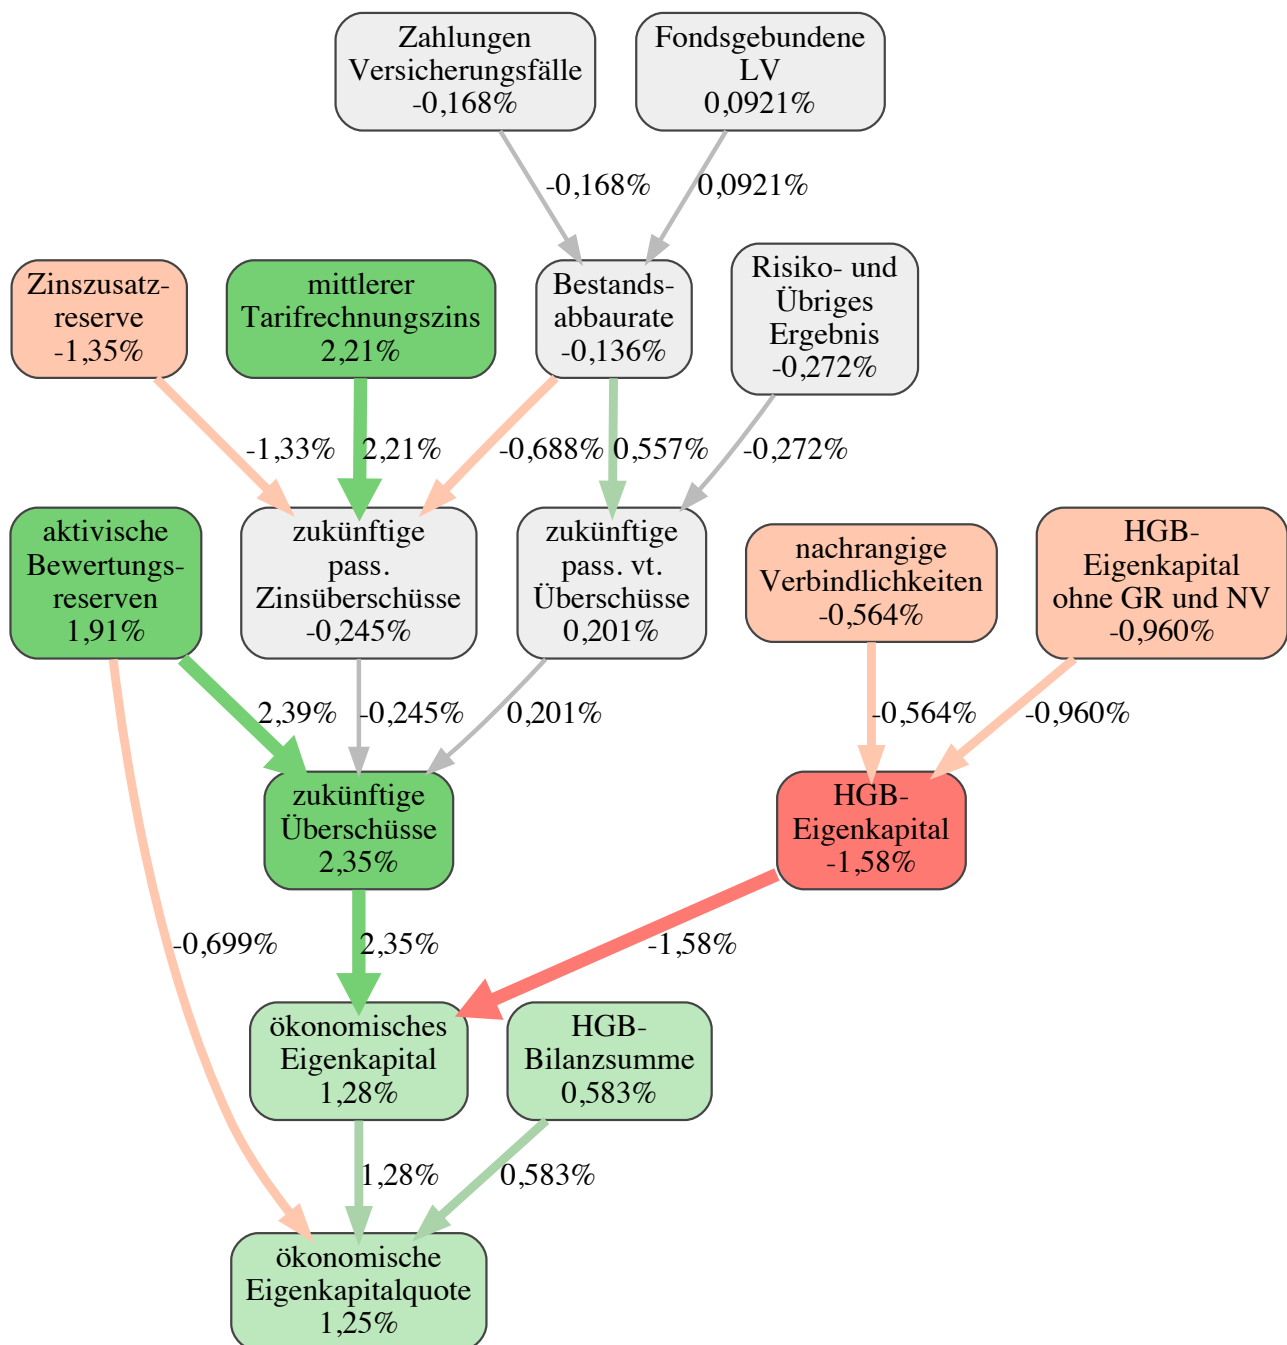 Zahlungen
Versicherungsfälle
-0,168%
Fondsgebundene
LV
0,0921%
-0,168%
0,0921%
Zinszusatz-
reserve
-1,35%
mittlerer
Tarifrechnungszins
2,21%
Bestands-
abbaurate
-0,136%
Risiko- und
Übriges
Ergebnis
-0,272%
-1,33%
2,21%
-0,688%
0,557%
-0,272%
aktivische
Bewertungs-
reserven
1,91%
zukünftige
pass.
Zinsüberschüsse
-0,245%
zukünftige
pass. vt.
Überschüsse
0,201%
nachrangige
Verbindlichkeiten
-0,564%
HGB-
Eigenkapital
ohne GR und NV
-0,960%
2,39%
-0,245%
0,201%
-0,564%
-0,960%
zukünftige
Überschüsse
2,35%
HGB-
Eigenkapital
-1,58%
-0,699%
2,35%
-1,58%
ökonomisches
Eigenkapital
1,28%
HGB-
Bilanzsumme
0,583%
1,28%
0,583%
ökonomische
Eigenkapitalquote
1,25%